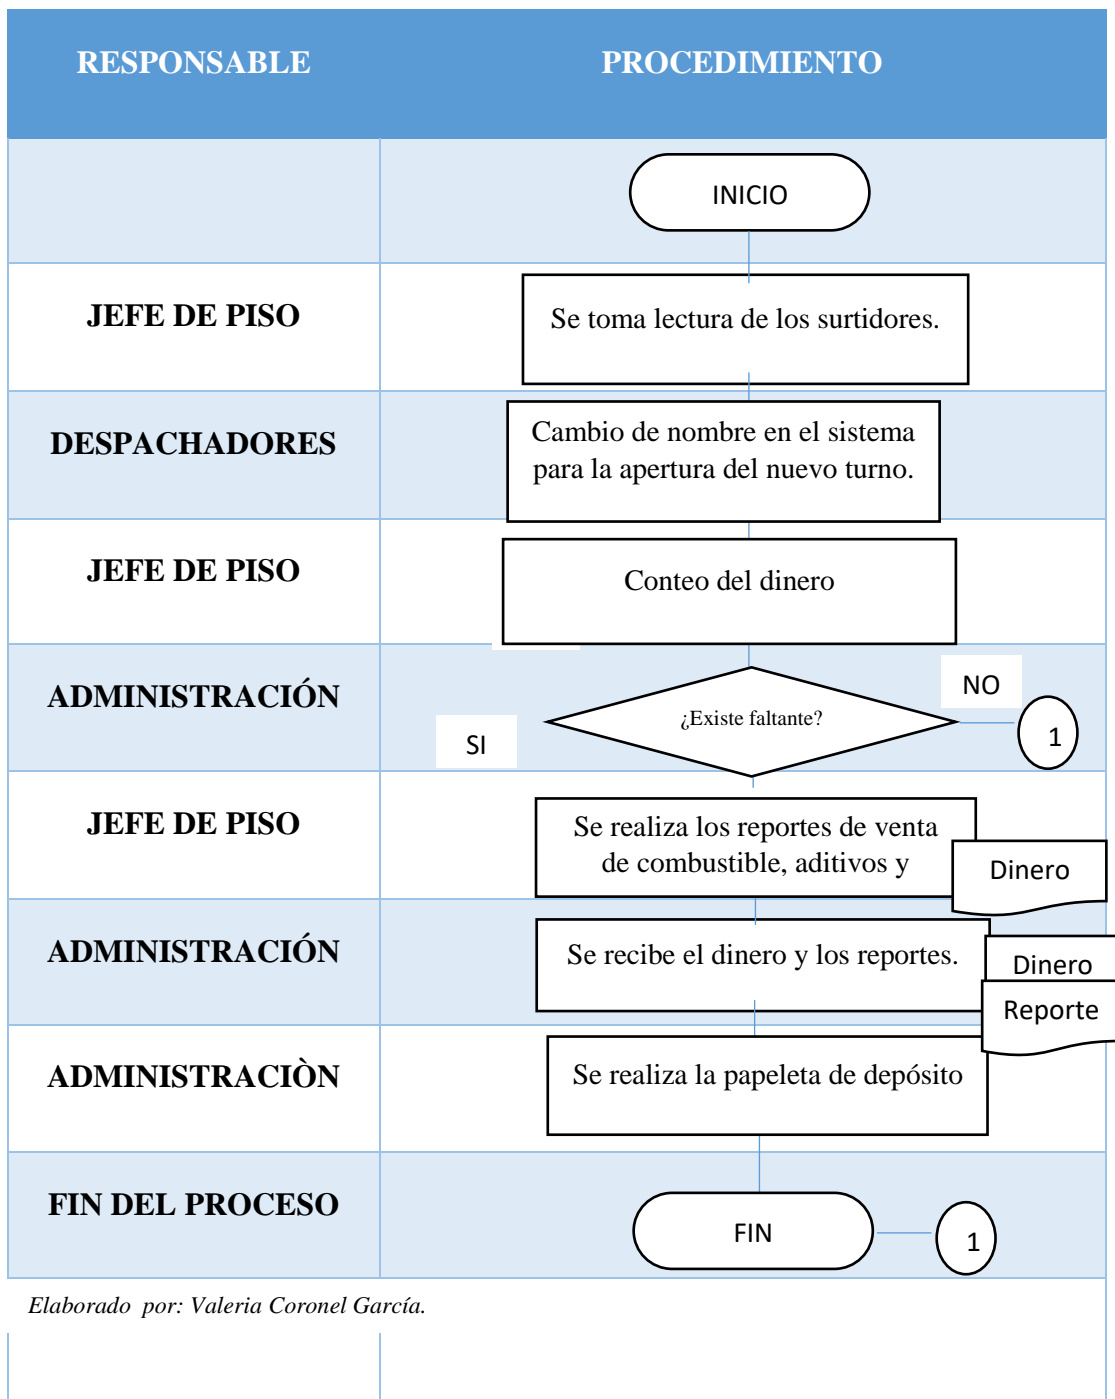 RESPONSABLE PROCEDIMIENTO
INICIO
JEFE DE PISO
Se toma lectura de los surtidores.
DESPACHADORES
Cambio de nombre en el sistema
para la apertura del nuevo turno.
JEFE DE PISO
Conteo del dinero
ADMINISTRACIÓN
¿Existe faltante?
NO
1
SI
JEFE DE PISO
Se realiza los reportes de venta
de combustible, aditivos y
Dinero
ADMINISTRACIÓN
Se recibe el dinero y los reportes.
Dinero
Reporte
ADMINISTRACIÒN
Se realiza la papeleta de depósito
FIN DEL PROCESO
FIN
1
Elaborado por: Valeria Coronel García.